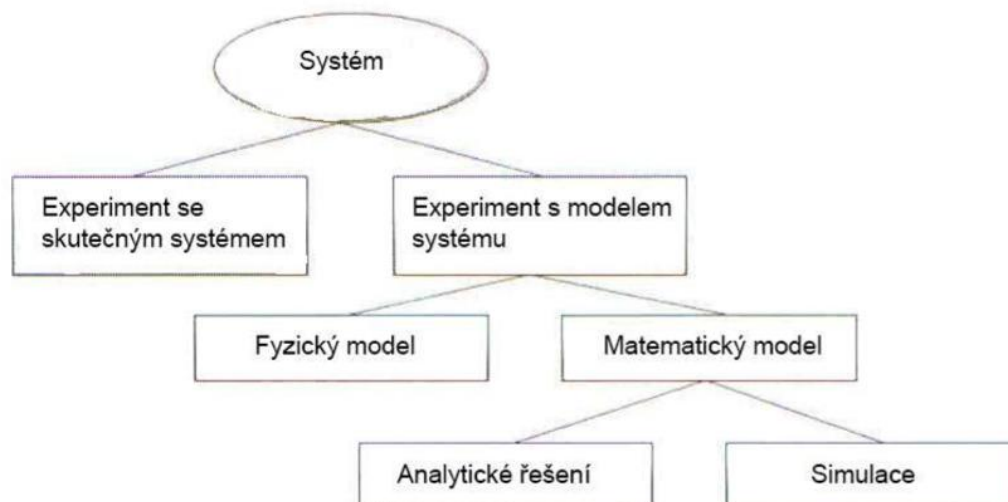 Systém
Experiment se
skutečným systémem
Experiment s modelem
systému
Fyzický model
Matematický model
Analytické řešení
Simulace